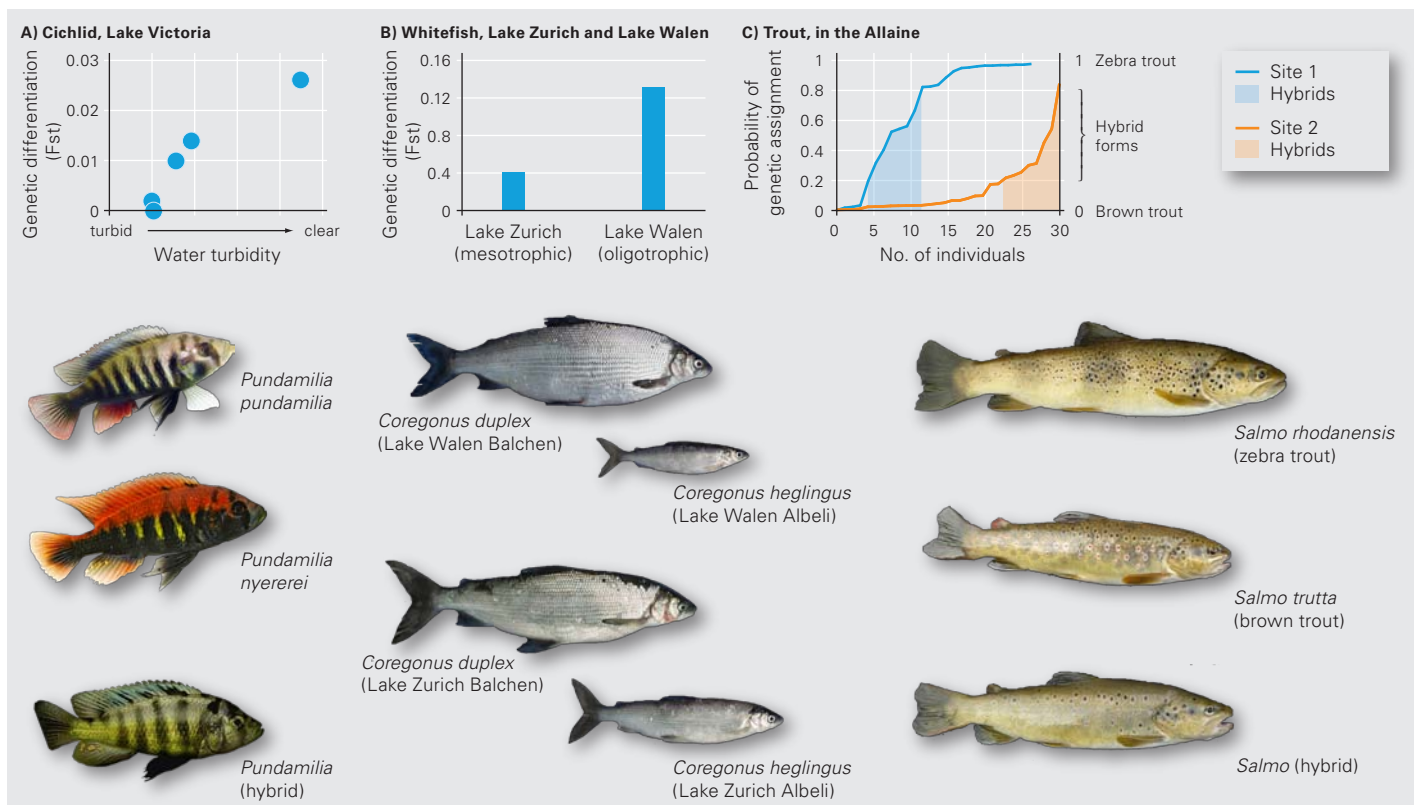 A) Cichlid, Lake Victoria
Genetic differentiation
(Fst)
0.03
0.02
0.01
0
turbid
clear
Water turbidity
B) Whitefish, Lake Zurich and Lake Walen
Genetic differentiation
(Fst)
0.16
0.12
0.8
0.4
0
Lake Zurich
(mesotrophic)
Lake Walen
(oligotrophic)
C) Trout, in the Allaine
Probability of
genetic assignment
1
0.8
0.6
0.4
0.2
0
0
5
10
15
20
25
30
No. of individuals
1 Zebra trout
Hybrid
forms
0 Brown trout
Site 1
Hybrids
Site 2
Hybrids
Pundamilia
pundamilia
Pundamilia
nyererei
Pundamilia
(hybrid)
Coregonus duplex
(Lake Walen Balchen)
Coregonus heglingus
(Lake Walen Albeli)
Coregonus duplex
(Lake Zurich Balchen)
Coregonus heglingus
(Lake Zurich Albeli)
Salmo rhodanensis
(zebra trout)
Salmo trutta
(brown trout)
Salmo (hybrid)